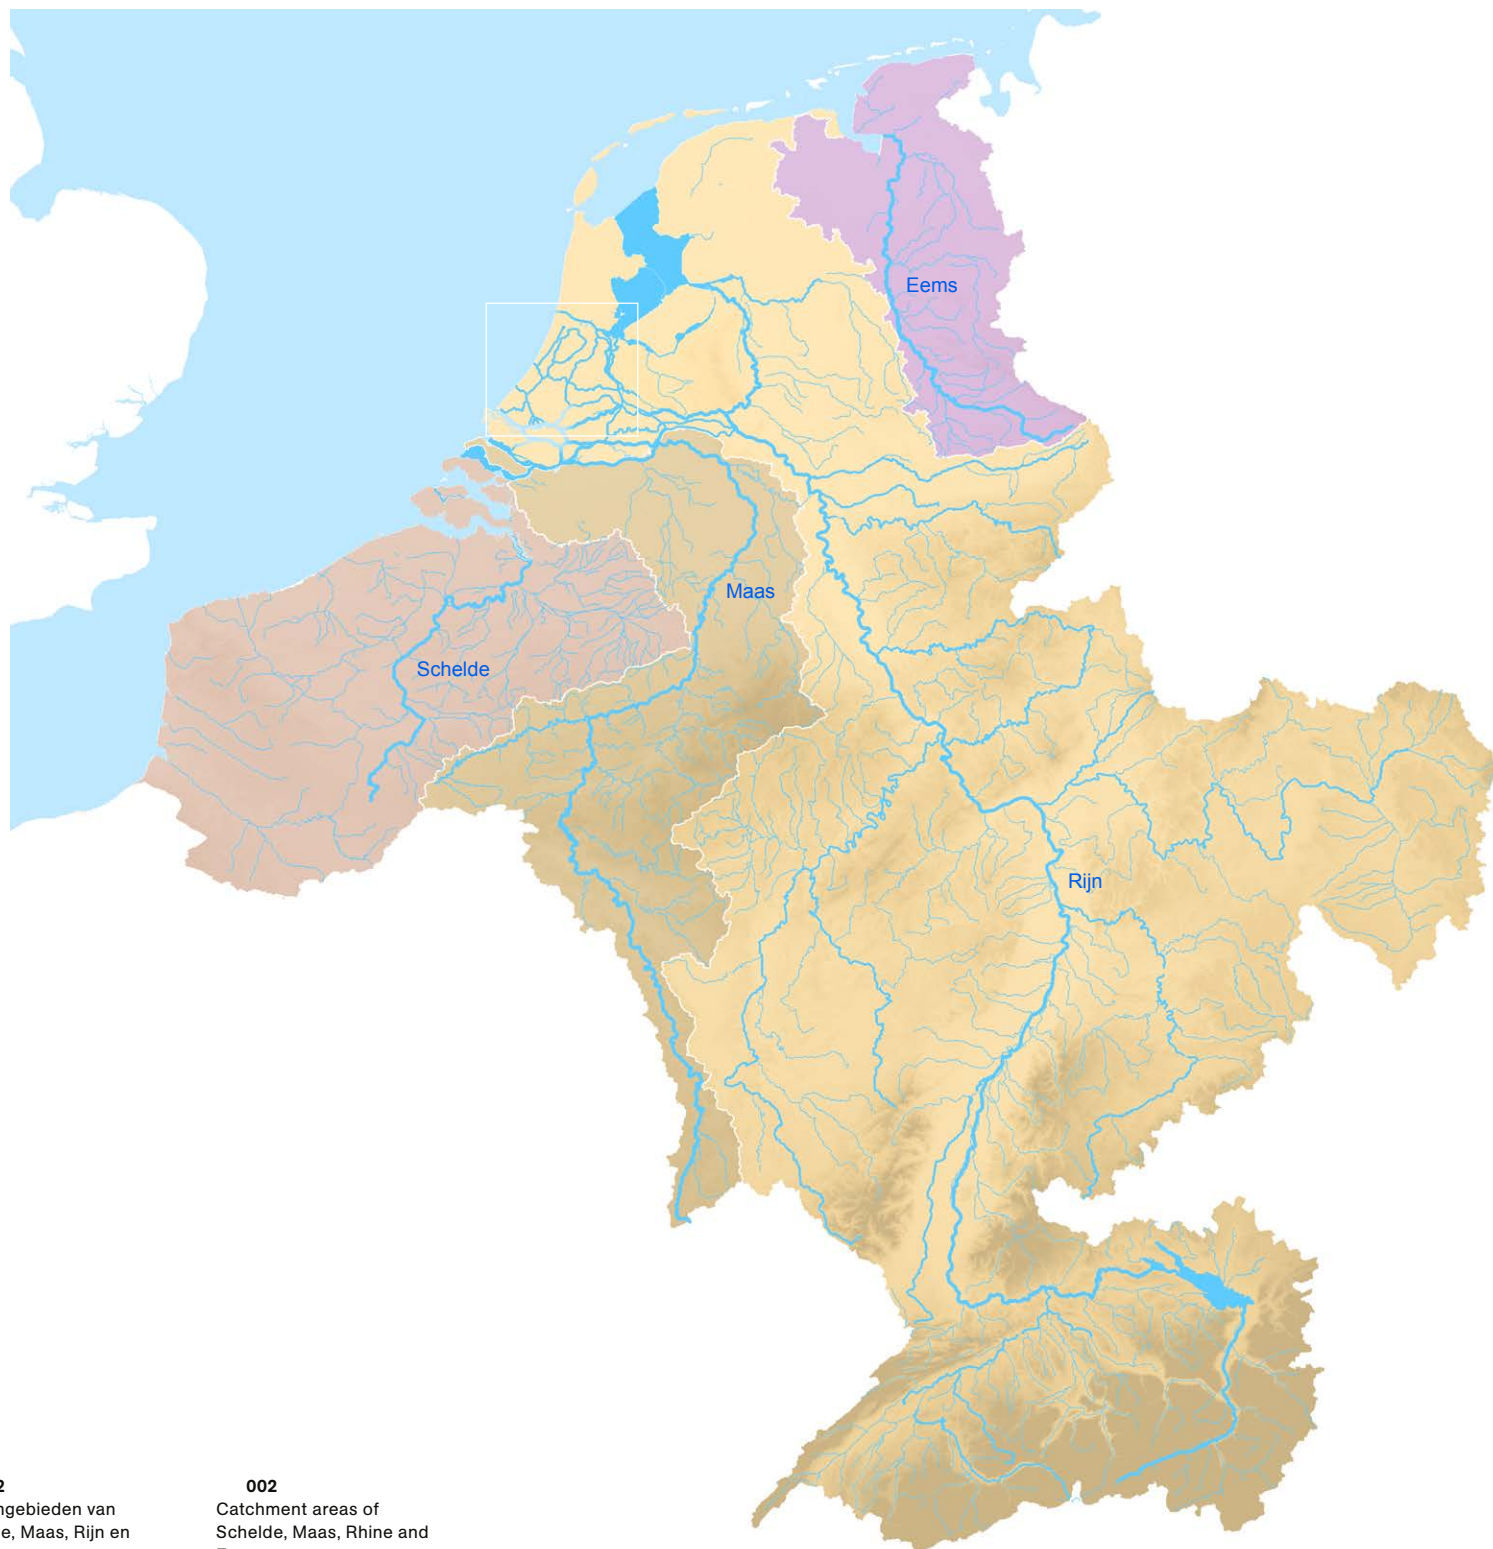 Eems
Maas
Schelde
Rijn
2
ngebieden van
e, Maas, Rijn en
002
Catchment areas of
Schelde, Maas, Rhine and